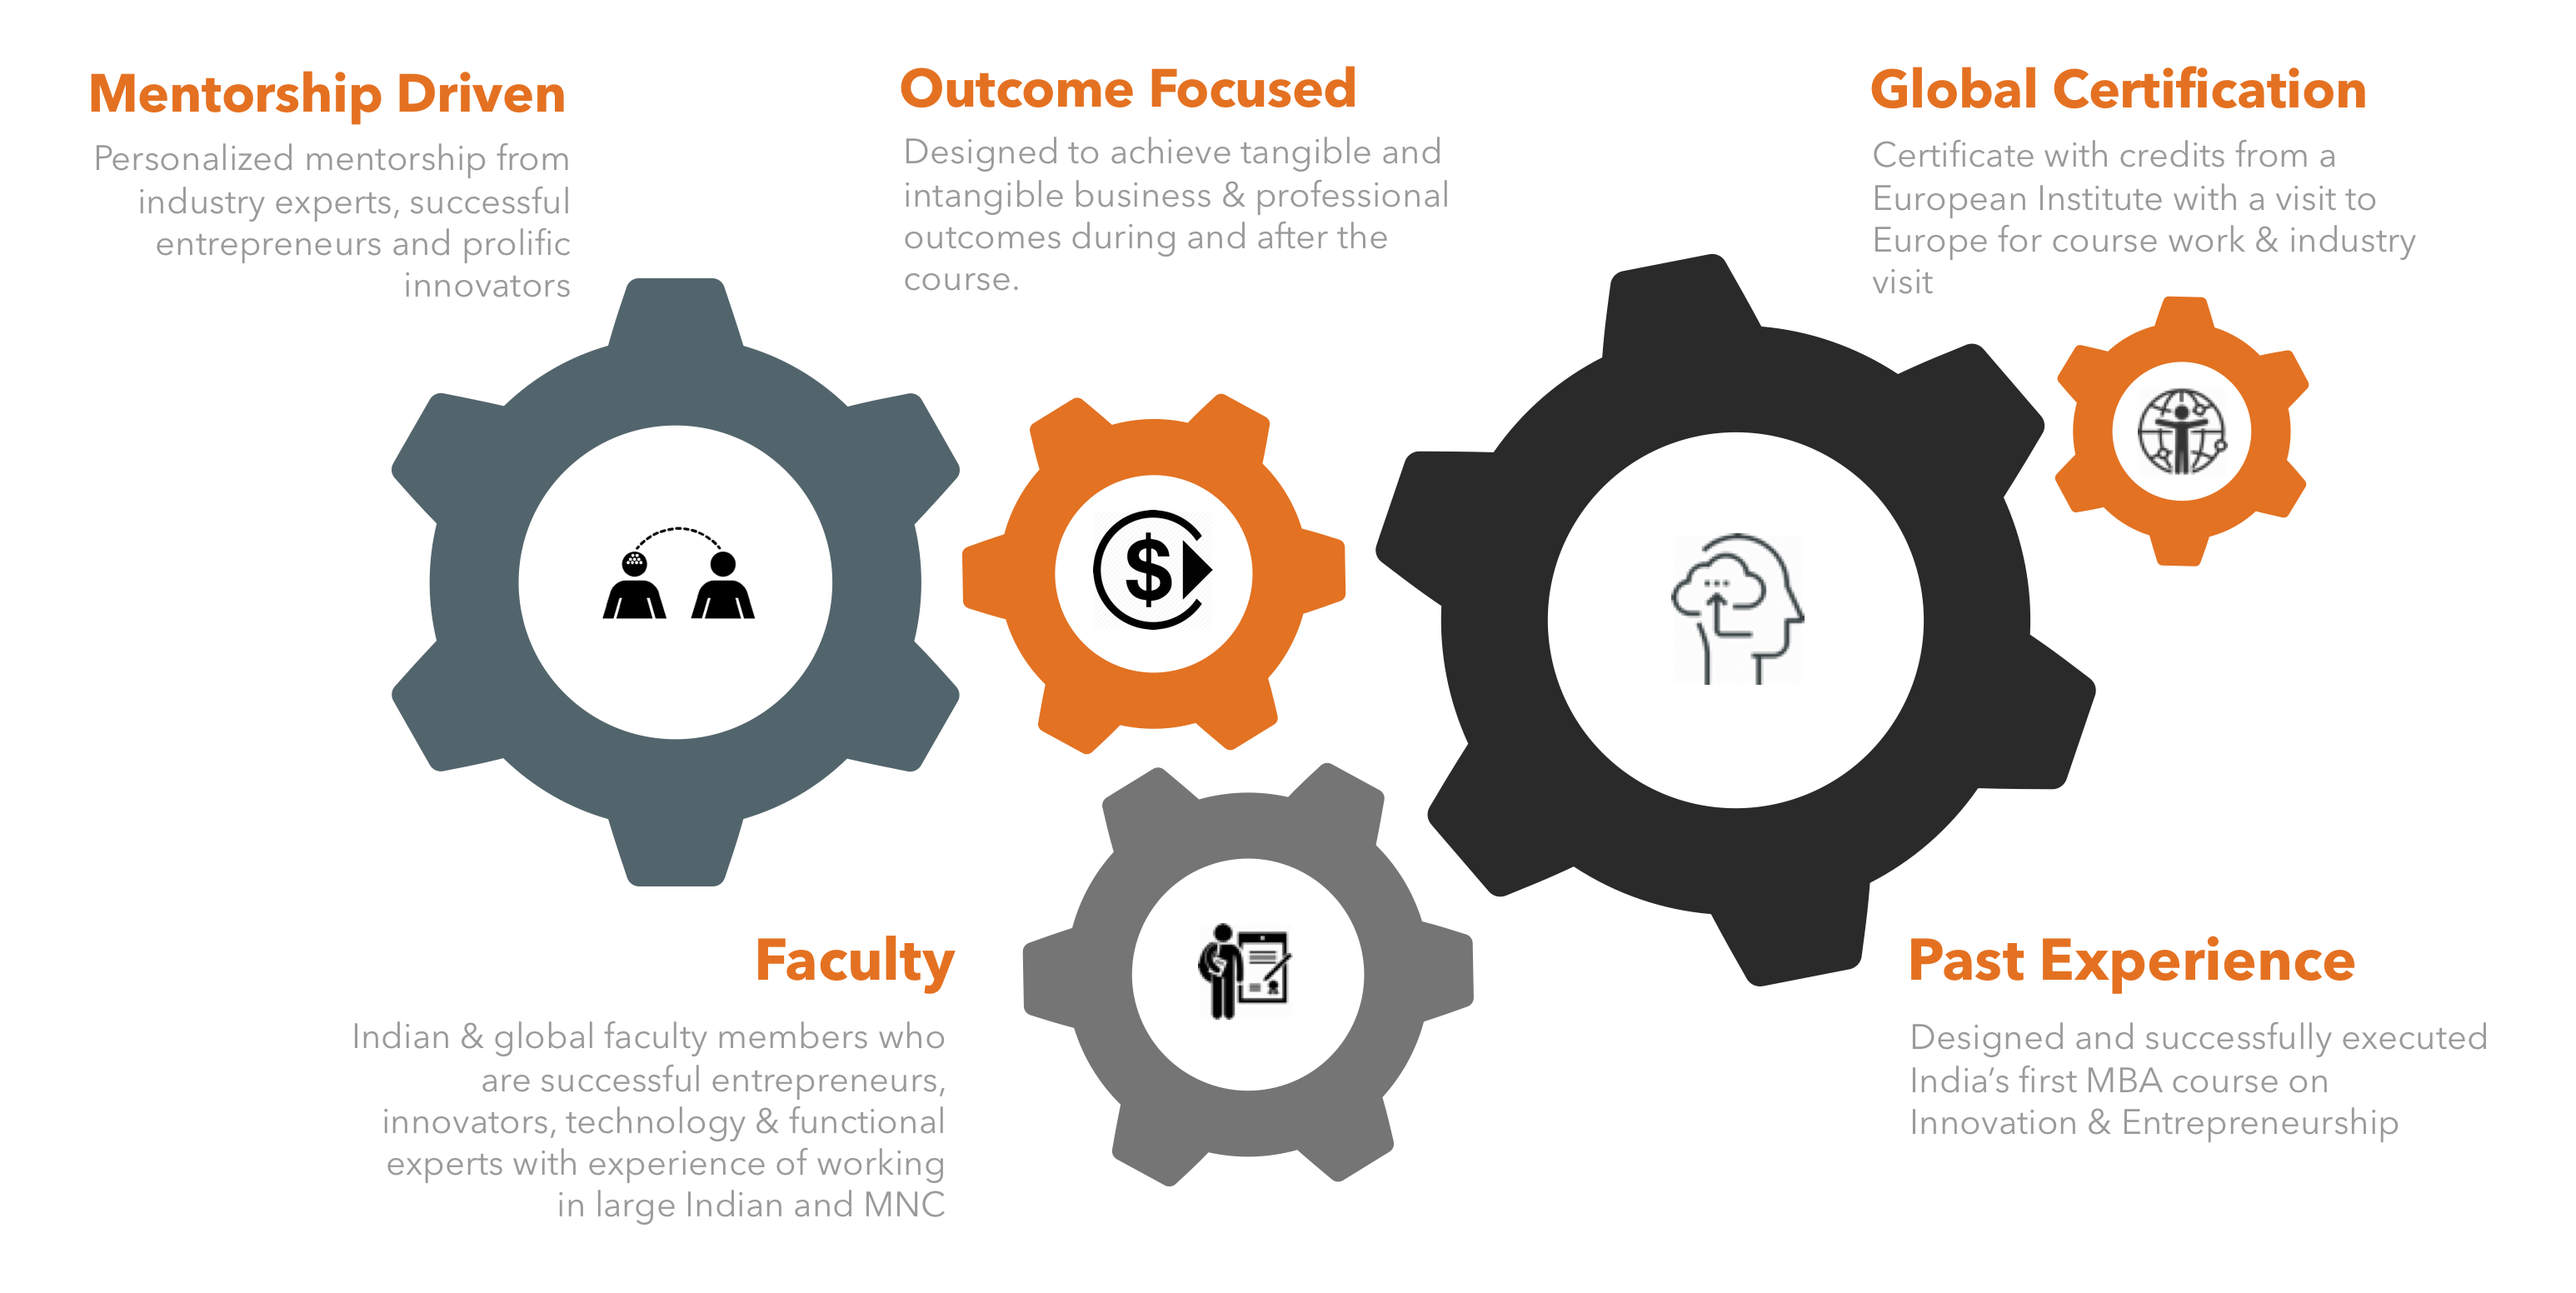 Mentorship Driven
Personalized mentorship from
industry experts, successful
entrepreneurs and prolific
innovators
Outcome Focused
Designed to achieve tangible and
intangible business & professional
outcomes during and after the
course.
Global Certification
Certificate with credits from a
European Institute with a visit to
Europe for course work & industry
visit
$
Faculty
Indian & global faculty members who
are successful entrepreneurs,
innovators, technology & functional
experts with experience of working
in large Indian and MNC
Past Experience
Designed and successfully executed
India’s first MBA course on
Innovation & Entrepreneurship